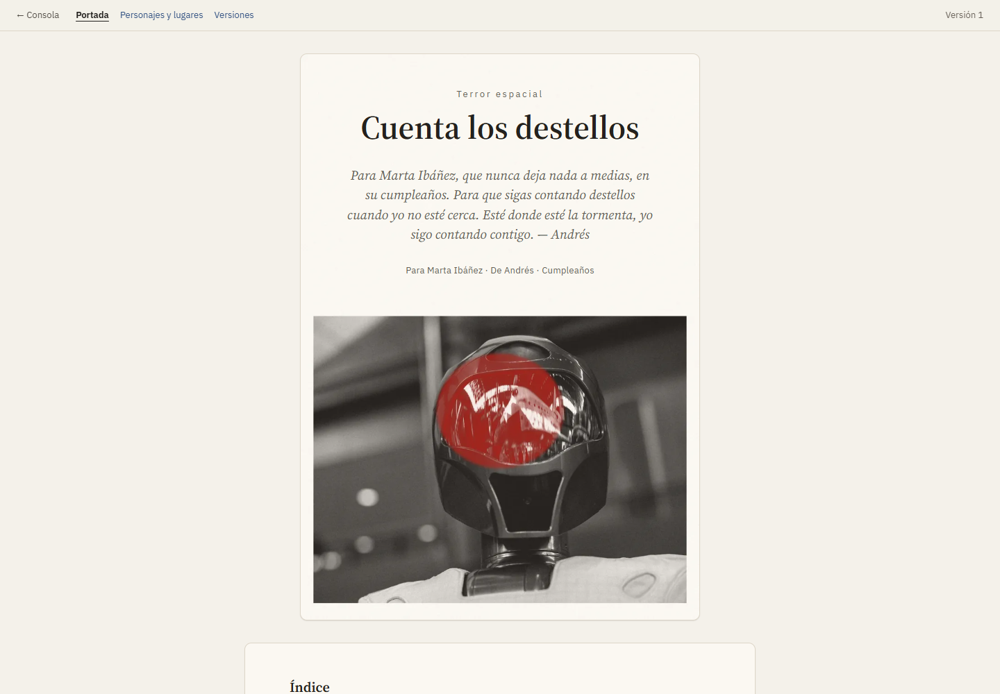 ← Consola Portada Personajes y lugares Versiones Versión 1
Terror espacial
Cuenta los destellos
Para Marta Ibáñez, que nunca deja nada a medias, en
su cumpleaños. Para que sigas contando destellos
cuando yo no esté cerca. Esté donde esté la tormenta, yo
sigo contando contigo. — Andrés
Para Marta Ibáñez · De Andrés · Cumpleaños
Índice